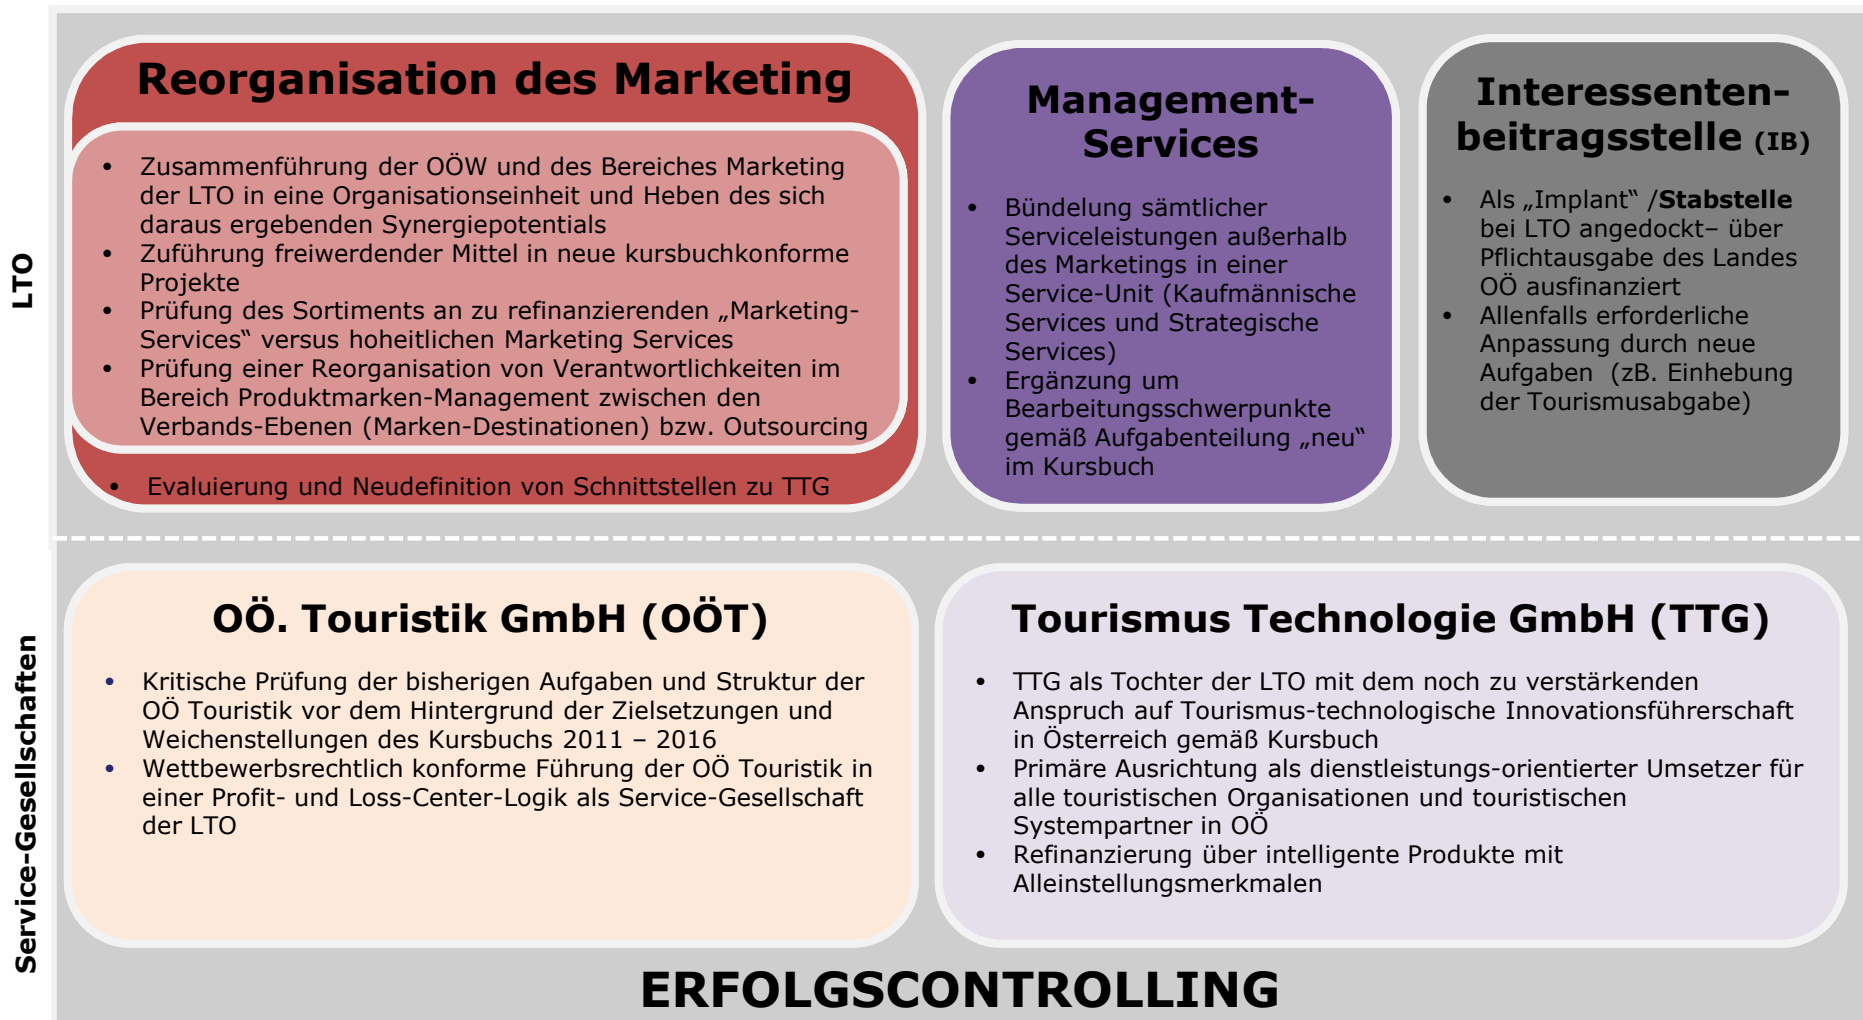 LTO
Reorganisation des Marketing
• Zusammenführung der OÖW und des Bereiches Marketing
der LTO in eine Organisationseinheit und Heben des sich
daraus ergebenden Synergiepotentials
• Zuführung freiwerdender Mittel in neue kursbuchkonforme
Projekte
• Prüfung des Sortiments an zu refinanzierenden „Marketing-
Services“ versus hoheitlichen Marketing Services
• Prüfung einer Reorganisation von Verantwortlichkeiten im
Bereich Produktmarken-Management zwischen den
Verbands-Ebenen (Marken-Destinationen) bzw. Outsourcing
• Evaluierung und Neudefinition von Schnittstellen zu TTG
Management-
Services
• Bündelung sämtlicher
Serviceleistungen außerhalb
des Marketings in einer
Service-Unit (Kaufmännische
Services und Strategische
Services)
• Ergänzung um
Bearbeitungsschwerpunkte
gemäß Aufgabenteilung „neu“
im Kursbuch
Interessenten-
beitragsstelle (IB)
• Als „Implant“ /Stabstelle
bei LTO angedockt– über
Pflichtausgabe des Landes
OÖ ausfinanziert
• Allenfalls erforderliche
Anpassung durch neue
Aufgaben (zB. Einhebung
der Tourismusabgabe)
Service-Gesellschaften
OÖ. Touristik GmbH (OÖT)
• Kritische Prüfung der bisherigen Aufgaben und Struktur der
OÖ Touristik vor dem Hintergrund der Zielsetzungen und
Weichenstellungen des Kursbuchs 2011 – 2016
• Wettbewerbsrechtlich konforme Führung der OÖ Touristik in
einer Profit- und Loss-Center-Logik als Service-Gesellschaft
der LTO
Tourismus Technologie GmbH (TTG)
• TTG als Tochter der LTO mit dem noch zu verstärkenden
Anspruch auf Tourismus-technologische Innovationsführerschaft
in Österreich gemäß Kursbuch
• Primäre Ausrichtung als dienstleistungs-orientierter Umsetzer für
alle touristischen Organisationen und touristischen
Systempartner in OÖ
• Refinanzierung über intelligente Produkte mit
Alleinstellungsmerkmalen
ERFOLGSCONTROLLING